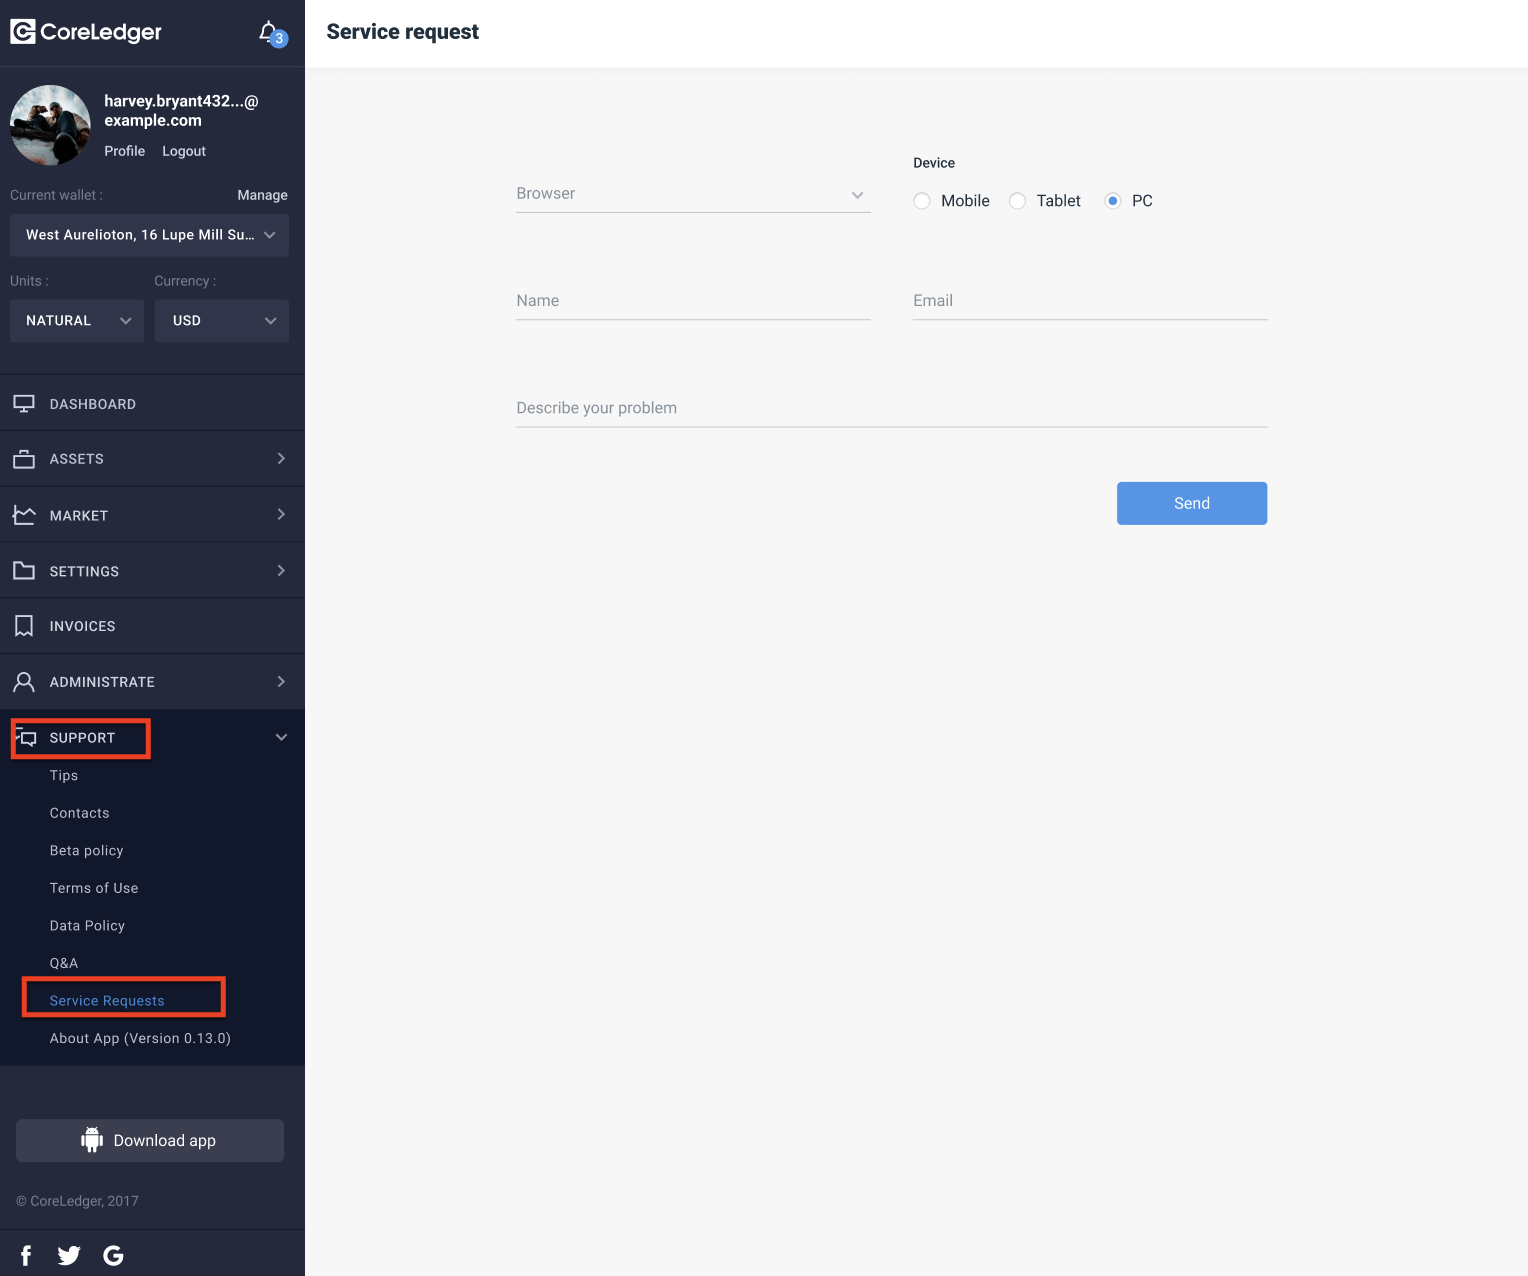 CoreLedger
3
harvey.bryant432...@
example.com
Profile Logout
Current wallet : Manage
West Aurelioton, 16 Lupe Mill Su...
Units : Currency :
NATURAL USD
DASHBOARD
ASSETS
MARKET
SETTINGS
INVOICES
ADMINISTRATE
SUPPORT
Tips
Contacts
Beta policy
Terms of Use
Data Policy
Q&A
Service Requests
About App (Version 0.13.0)
Download app
© CoreLedger, 2017
Service request
Device
Browser
Mobile Tablet PC
Name Email
Describe your problem
Send